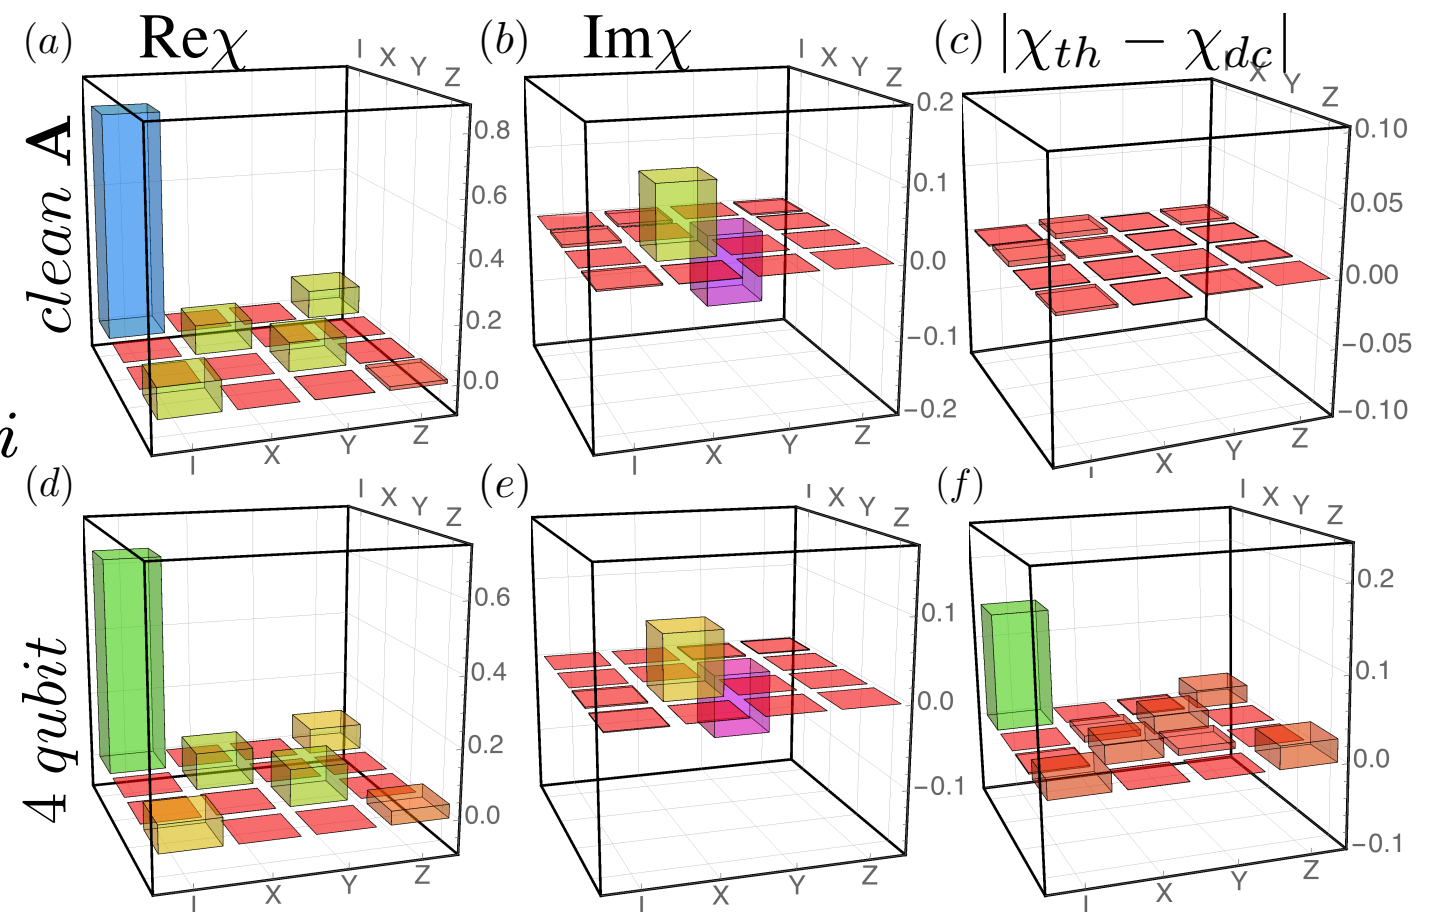 (a) Reχ
(b) Imχ
(c) |χth − χdc|
clean A
I X Y Z
0.8
0.6
0.4
0.2
0.0
I X Y Z
I X Y Z
0.2
0.1
0.0
−0.1
−0.2
I X Y Z
I X Y Z
0.10
0.05
0.00
−0.05
−0.10
I X Y Z
i
(d)
(e)
(f)
4 qubit
I X Y Z
0.6
0.4
0.2
0.0
I X Y Z
I X Y Z
0.1
0.0
−0.1
I X Y Z
I X Y Z
0.2
0.1
0.0
−0.1
I X Y Z